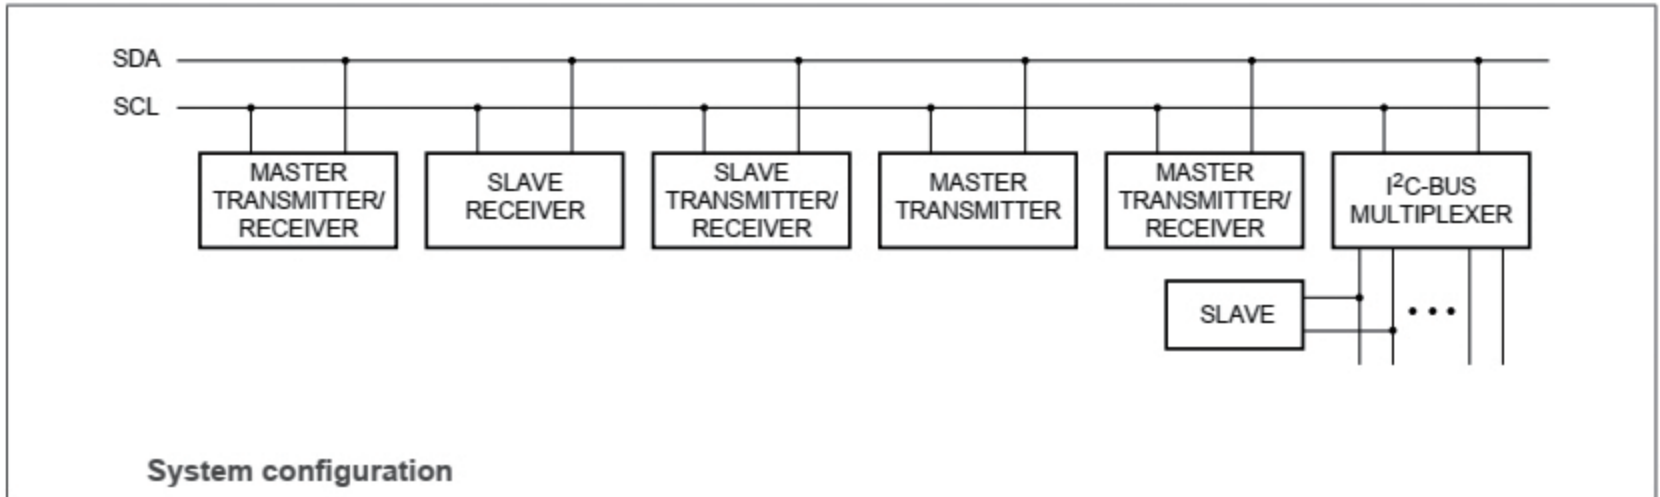 SDA
SCL
MASTER
TRANSMITTER/
RECEIVER
SLAVE
RECEIVER
SLAVE
TRANSMITTER/
RECEIVER
MASTER
TRANSMITTER
MASTER
TRANSMITTER/
RECEIVER
I²C-BUS
MULTIPLEXER
SLAVE
System configuration